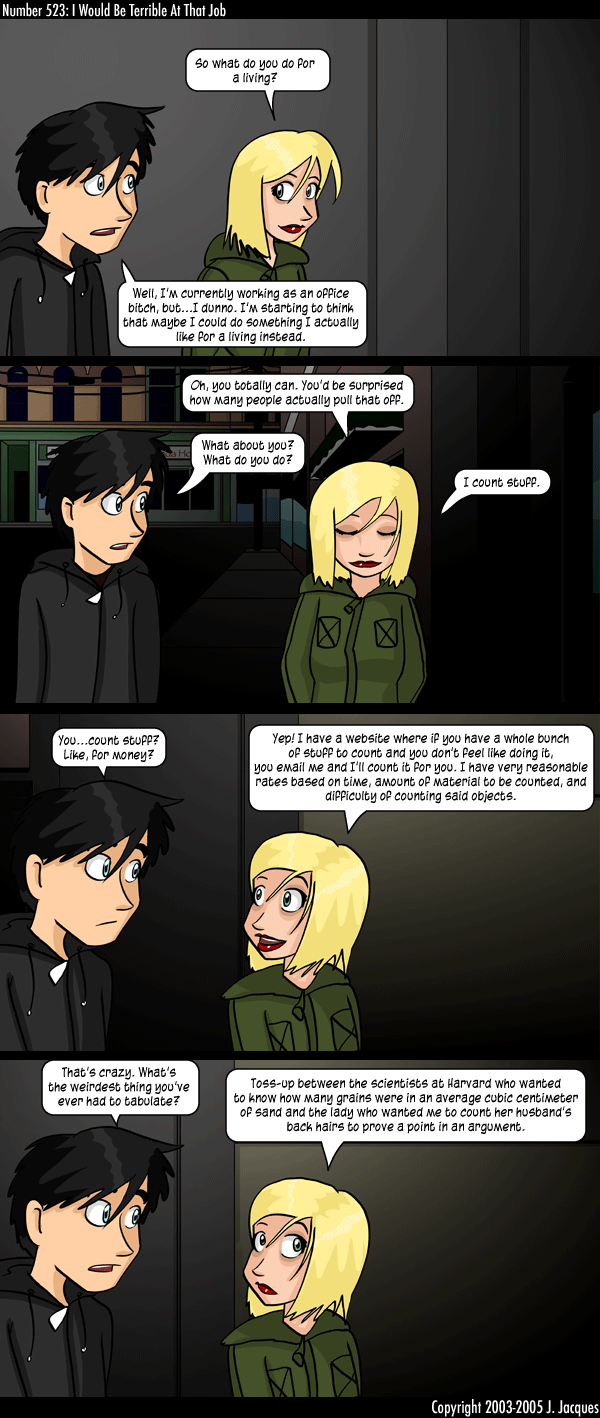 Number 523: I Would Be Terrible At That Job
So what do you do for
a living?
Well, I'm currently working as an office
bitch, but...I dunno. I'm starting to think
that maybe I could do something I actually
like for a living instead.
Oh, you totally can. You'd be surprised
how many people actually pull that off.
What about you?
What do you do?
I count stuff.
You...count stuff?
Like, for money?
Yep! I have a website where if you have a whole bunch
of stuff to count and you don't feel like doing it,
you email me and I'll count it for you. I have very reasonable
rates based on time, amount of material to be counted, and
difficulty of counting said objects.
That's crazy. What's
the weirdest thing you've
ever had to tabulate?
Toss-up between the scientists at Harvard who wanted
to know how many grains were in an average cubic centimeter
of sand and the lady who wanted me to count her husband's
back hairs to prove a point in an argument.
Copyright 2003-2005 J. Jacques